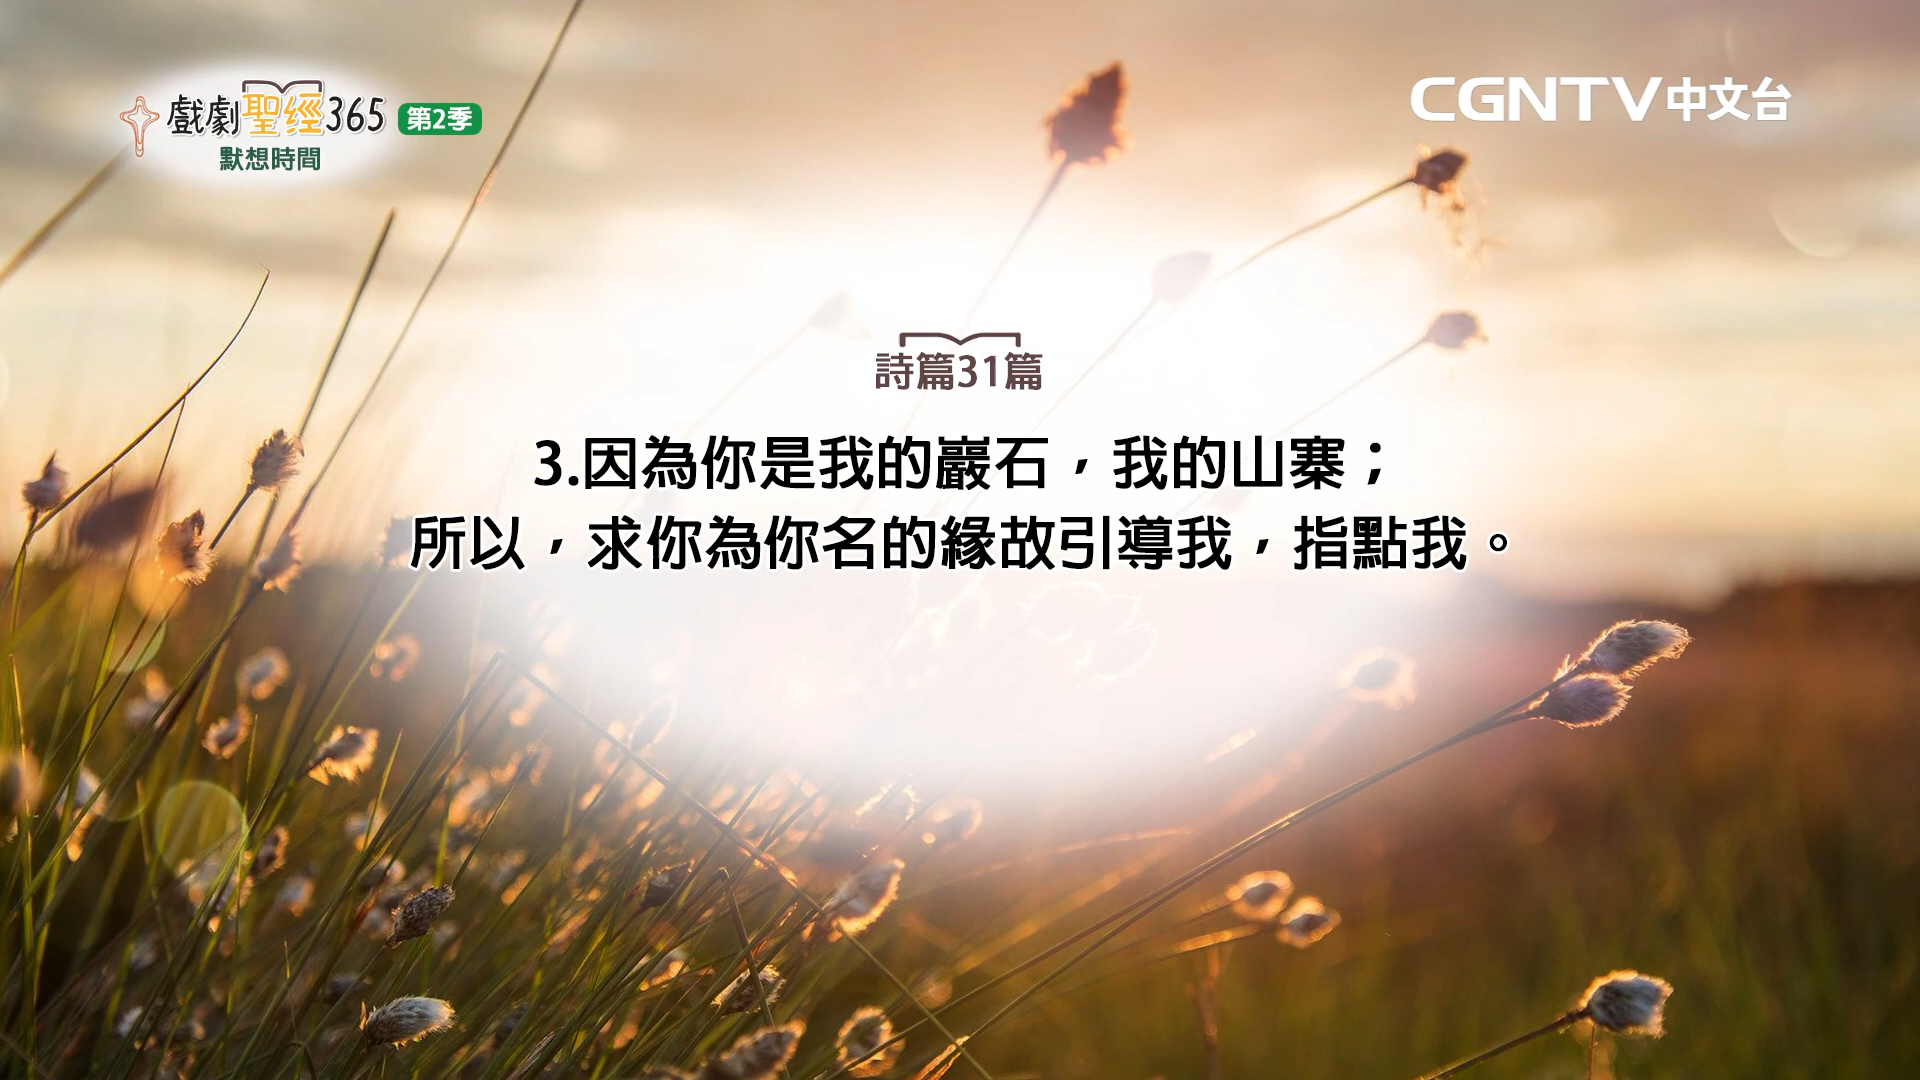 戲劇聖經365 第2季
默想時間
CGNTV中文台
詩篇31篇
3.因為你是我的巖石，我的山寨；
所以，求你為你名的緣故引導我，指點我。